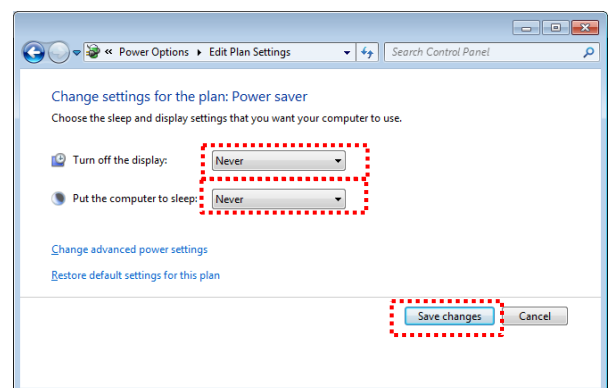 « Power Options ▸ Edit Plan Settings Search Control Panel
Change settings for the plan: Power saver
Choose the sleep and display settings that you want your computer to use.
Turn off the display: Never
Put the computer to sleep: Never
Change advanced power settings
Restore default settings for this plan
Save changes Cancel